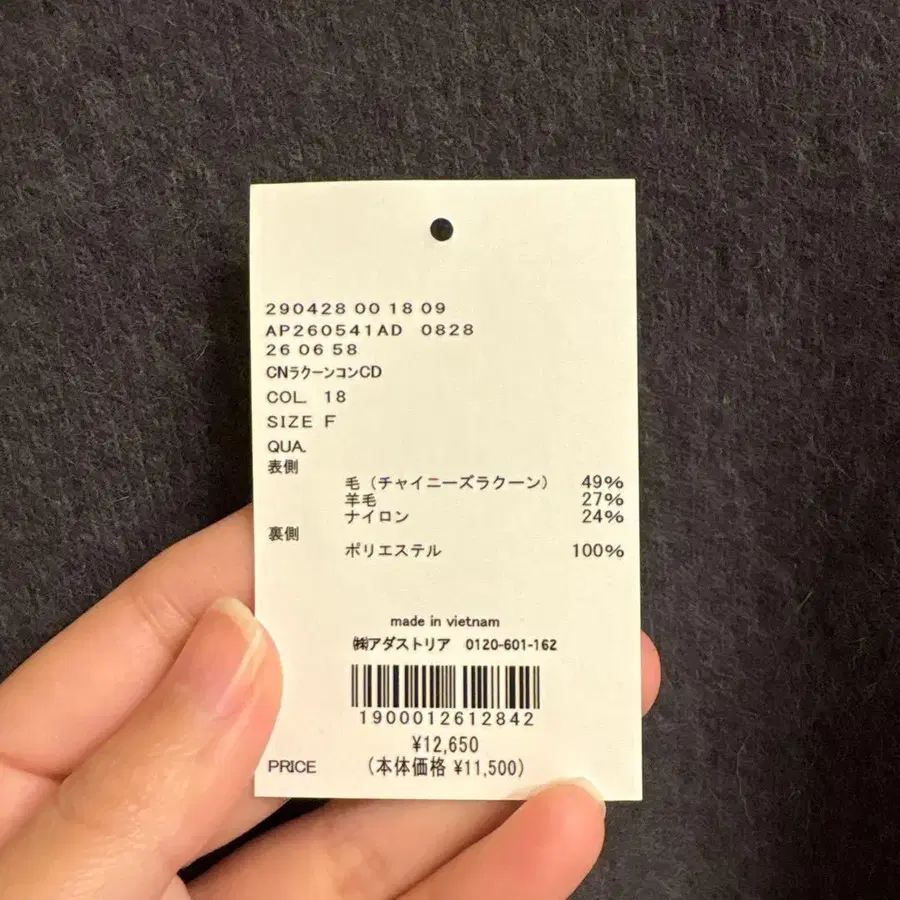 290428 00 18 09
AP260541AD 0828
26 06 58
CNラクーンコンCD
COL. 18
SIZE F
QUA.
表側
毛（チャイニーズラクーン） 49%
羊毛 27%
ナイロン 24%
裏側
ポリエステル 100%
made in vietnam
㈱アダストリア 0120-601-162
1900012612842
¥12,650
PRICE （本体価格 ¥11,500）